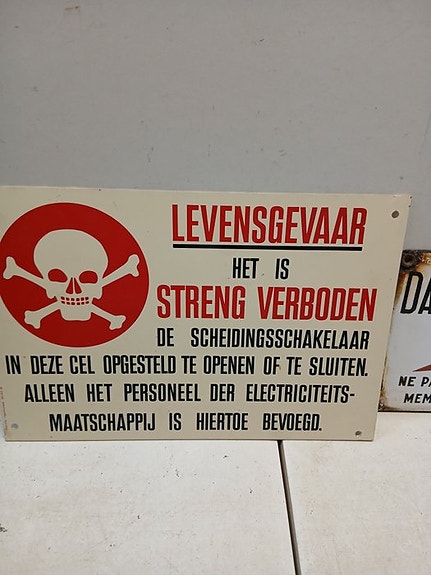 LEVENSGEVAAR
HET IS
STRENG VERBODEN
DE SCHEIDINGSSCHAKELAAR
IN DEZE CEL OPGESTELD TE OPENEN OF TE SLUITEN.
ALLEEN HET PERSONEEL DER ELECTRICITEITS-
MAATSCHAPPIJ IS HIERTOE BEVOEGD.
DA
NE PA
MEM